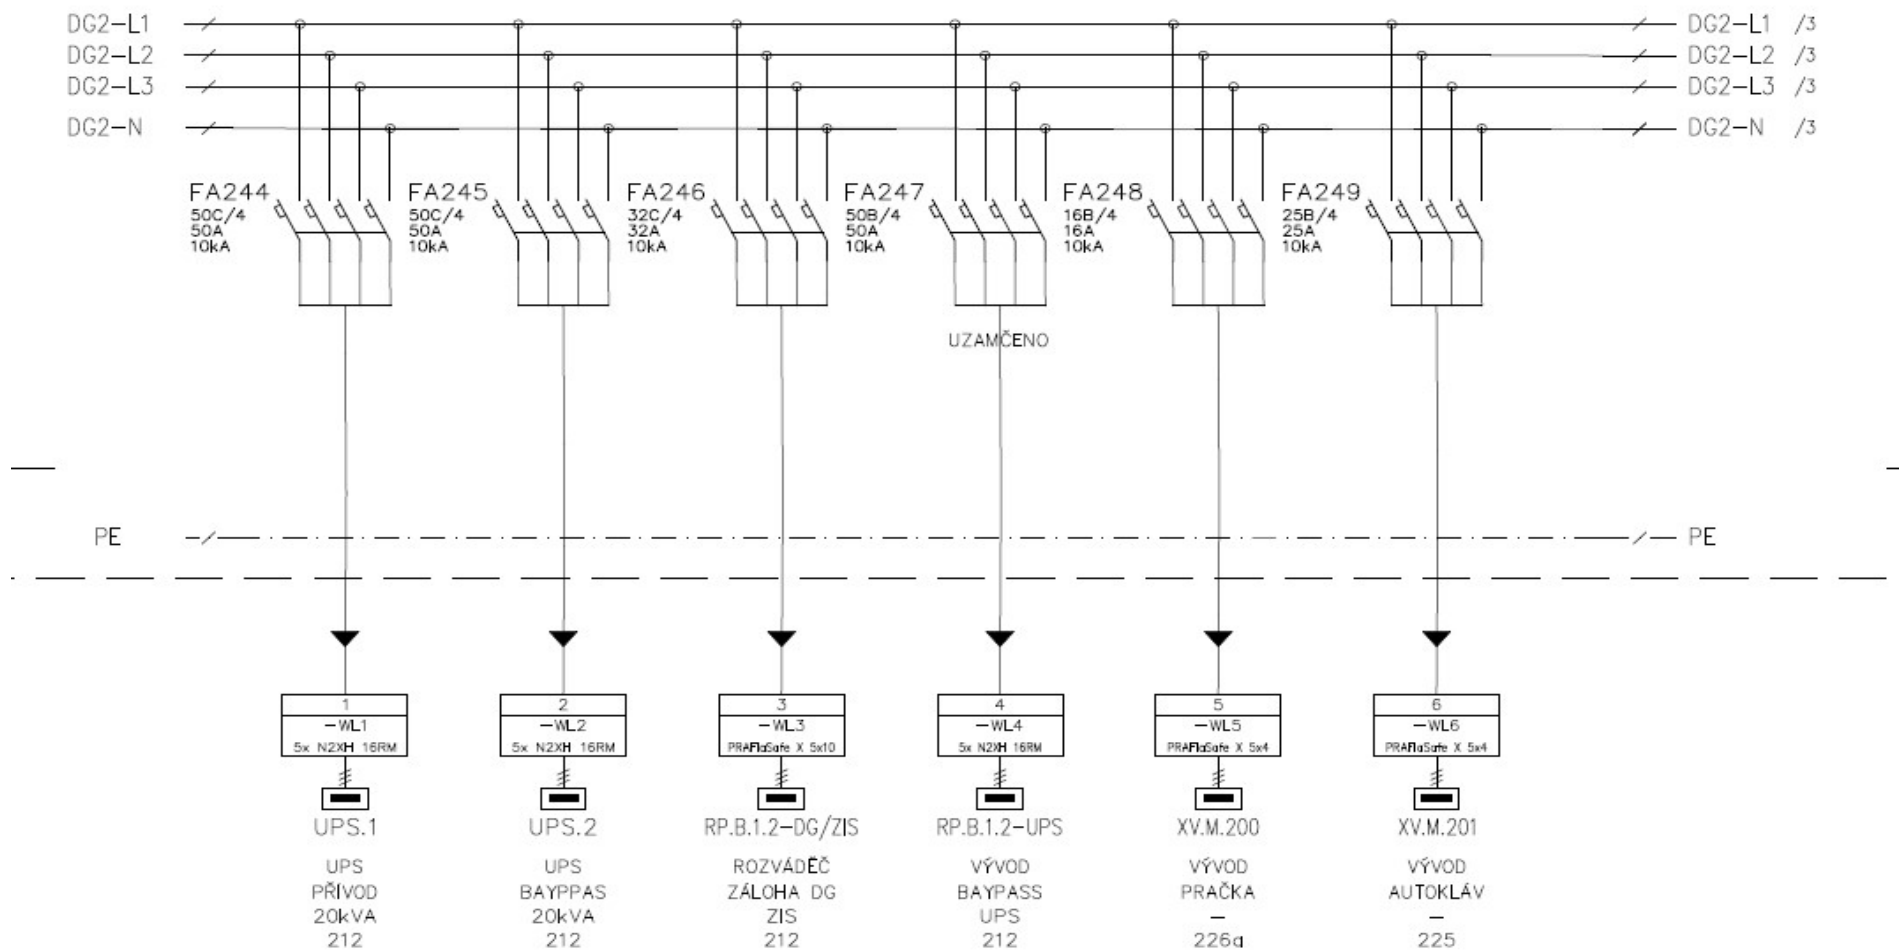 DG2-L1
DG2-L1 /3
DG2-L2
DG2-L2 /3
DG2-L3
DG2-L3 /3
DG2-N
DG2-N /3
FA244
50C/4
50A
10kA
FA245
50C/4
50A
10kA
FA246
32C/4
32A
10kA
FA247
50B/4
50A
10kA
FA248
16B/4
16A
10kA
FA249
25B/4
25A
10kA
UZAMČENO
PE
PE
1
-WL1
5x N2XH 16RM
UPS.1
UPS
PŘÍVOD
20kVA
212
2
-WL2
5x N2XH 16RM
UPS.2
UPS
BAYPPAS
20kVA
212
3
-WL3
PRAFlaSafe X 5x10
RP.B.1.2-DG/ZIS
ROZVÁDĚČ
ZÁLOHA DG
ZIS
212
4
-WL4
5x N2XH 16RM
RP.B.1.2-UPS
VÝVOD
BAYPASS
UPS
212
5
-WL5
PRAFlaSafe X 5x4
XV.M.200
VÝVOD
PRAČKA
-
226a
6
-WL6
PRAFlaSafe X 5x4
XV.M.201
VÝVOD
AUTOKLÁV
-
225